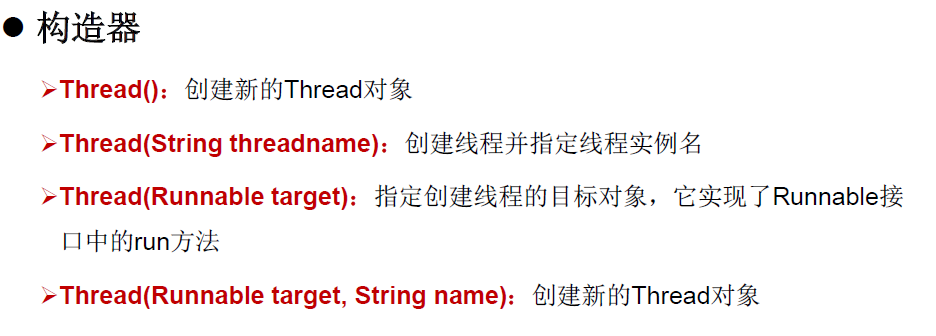 ● 构造器
➢Thread()：创建新的Thread对象
➢Thread(String threadname)：创建线程并指定线程实例名
➢Thread(Runnable target)：指定创建线程的目标对象，它实现了Runnable接
口中的run方法
➢Thread(Runnable target, String name)：创建新的Thread对象